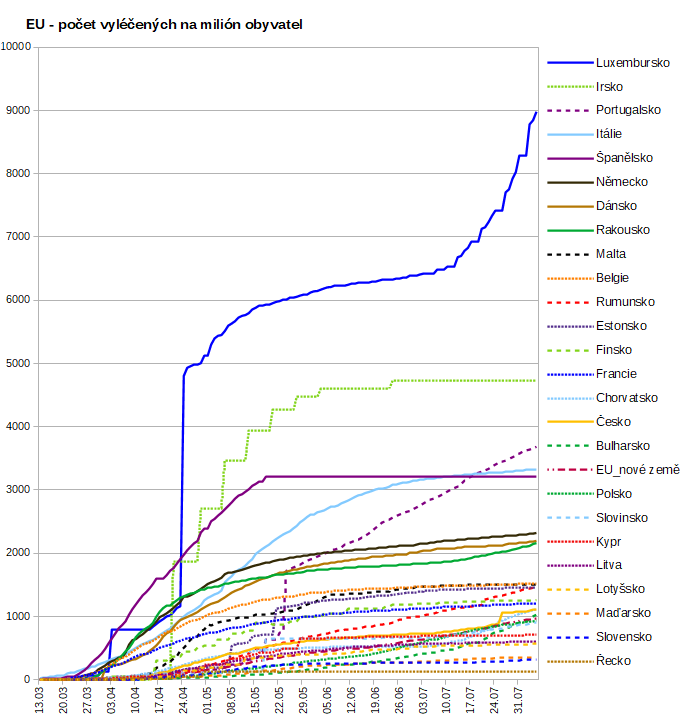 EU - počet vyléčených na milión obyvatel
10000
9000
8000
7000
6000
5000
4000
3000
2000
1000
0
13.03
20.03
27.03
03.04
10.04
17.04
24.04
01.05
08.05
15.05
22.05
29.05
05.06
12.06
19.06
26.06
03.07
10.07
17.07
24.07
31.07
Luxembursko
Irsko
Portugalsko
Itálie
Španělsko
Německo
Dánsko
Rakousko
Malta
Belgie
Rumunsko
Estonsko
Finsko
Francie
Chorvatsko
Česko
Bulharsko
EU_nové země
Polsko
Slovinsko
Kypr
Litva
Lotyšsko
Maďarsko
Slovensko
Řecko